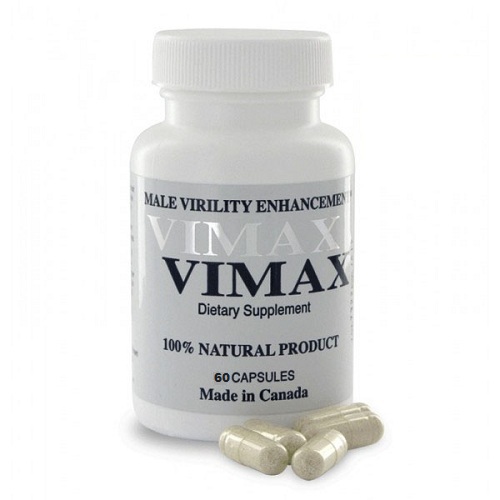 MALE VIRILITY ENHANCEMENT
VIMAX
VIMAX
Dietary Supplement
100% NATURAL PRODUCT
60 CAPSULES
Made in Canada